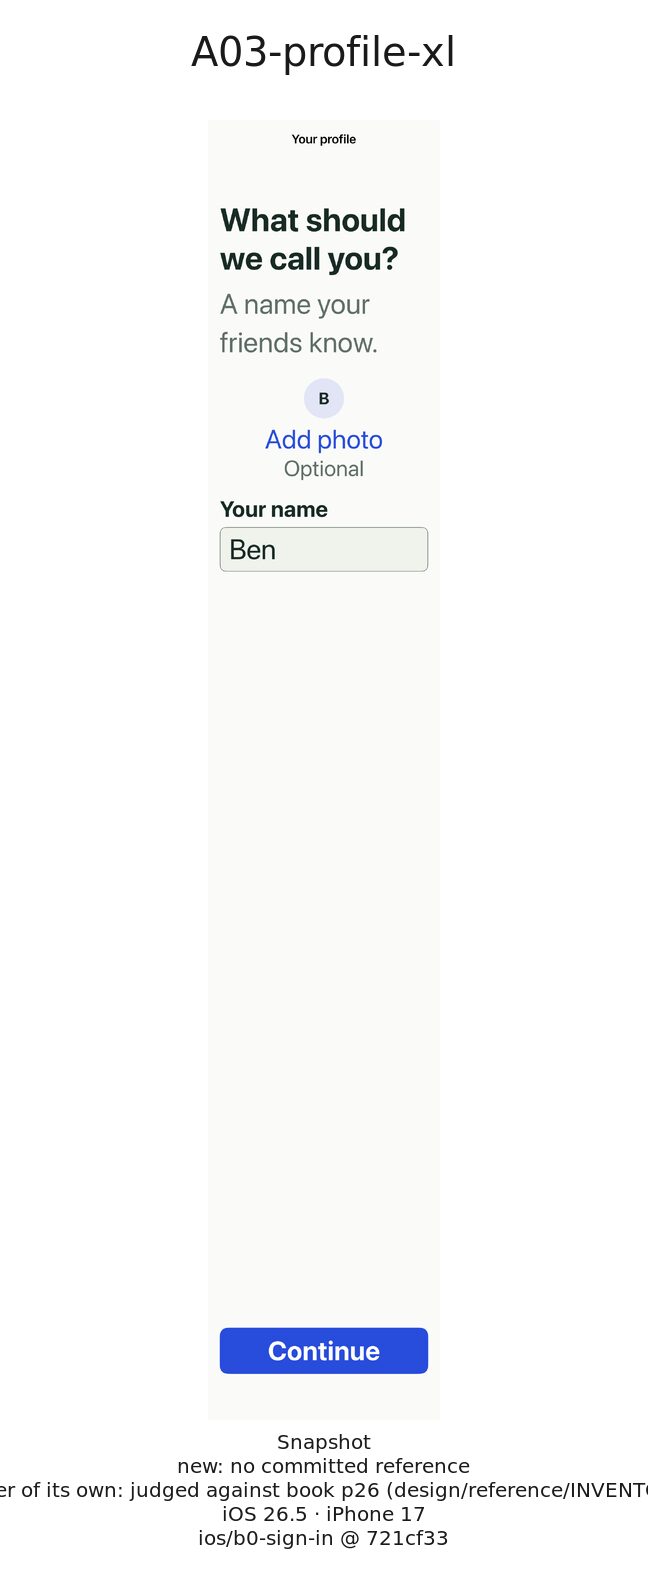 A03-profile-xl
Your profile
What should
we call you?
A name your
friends know.
B
Add photo
Optional
Your name
Ben
Continue
Snapshot
new: no committed reference
of its own: judged against book p26 (design/reference/
iOS 26.5 · iPhone 17
ios/b0-sign-in @ 721cf33